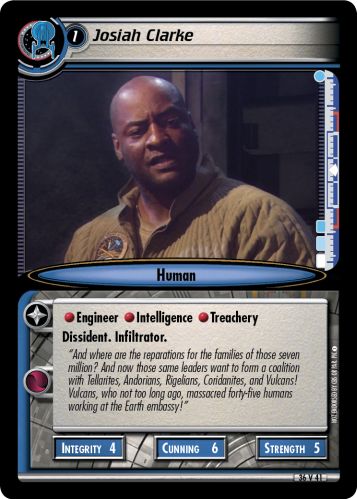 1 Josiah Clarke
Human
Engineer Intelligence Treachery
Dissident. Infiltrator.
"And where are the reparations for the families of those seven
million? And now those same leaders want to form a coalition
with Tellarites, Andorians, Rigelians, Coridanites, and Vulcans!
Vulcans, who not too long ago, massacred forty-five humans
working at the Earth embassy!"
INTEGRITY 4 CUNNING 6 STRENGTH 5
36 V 41